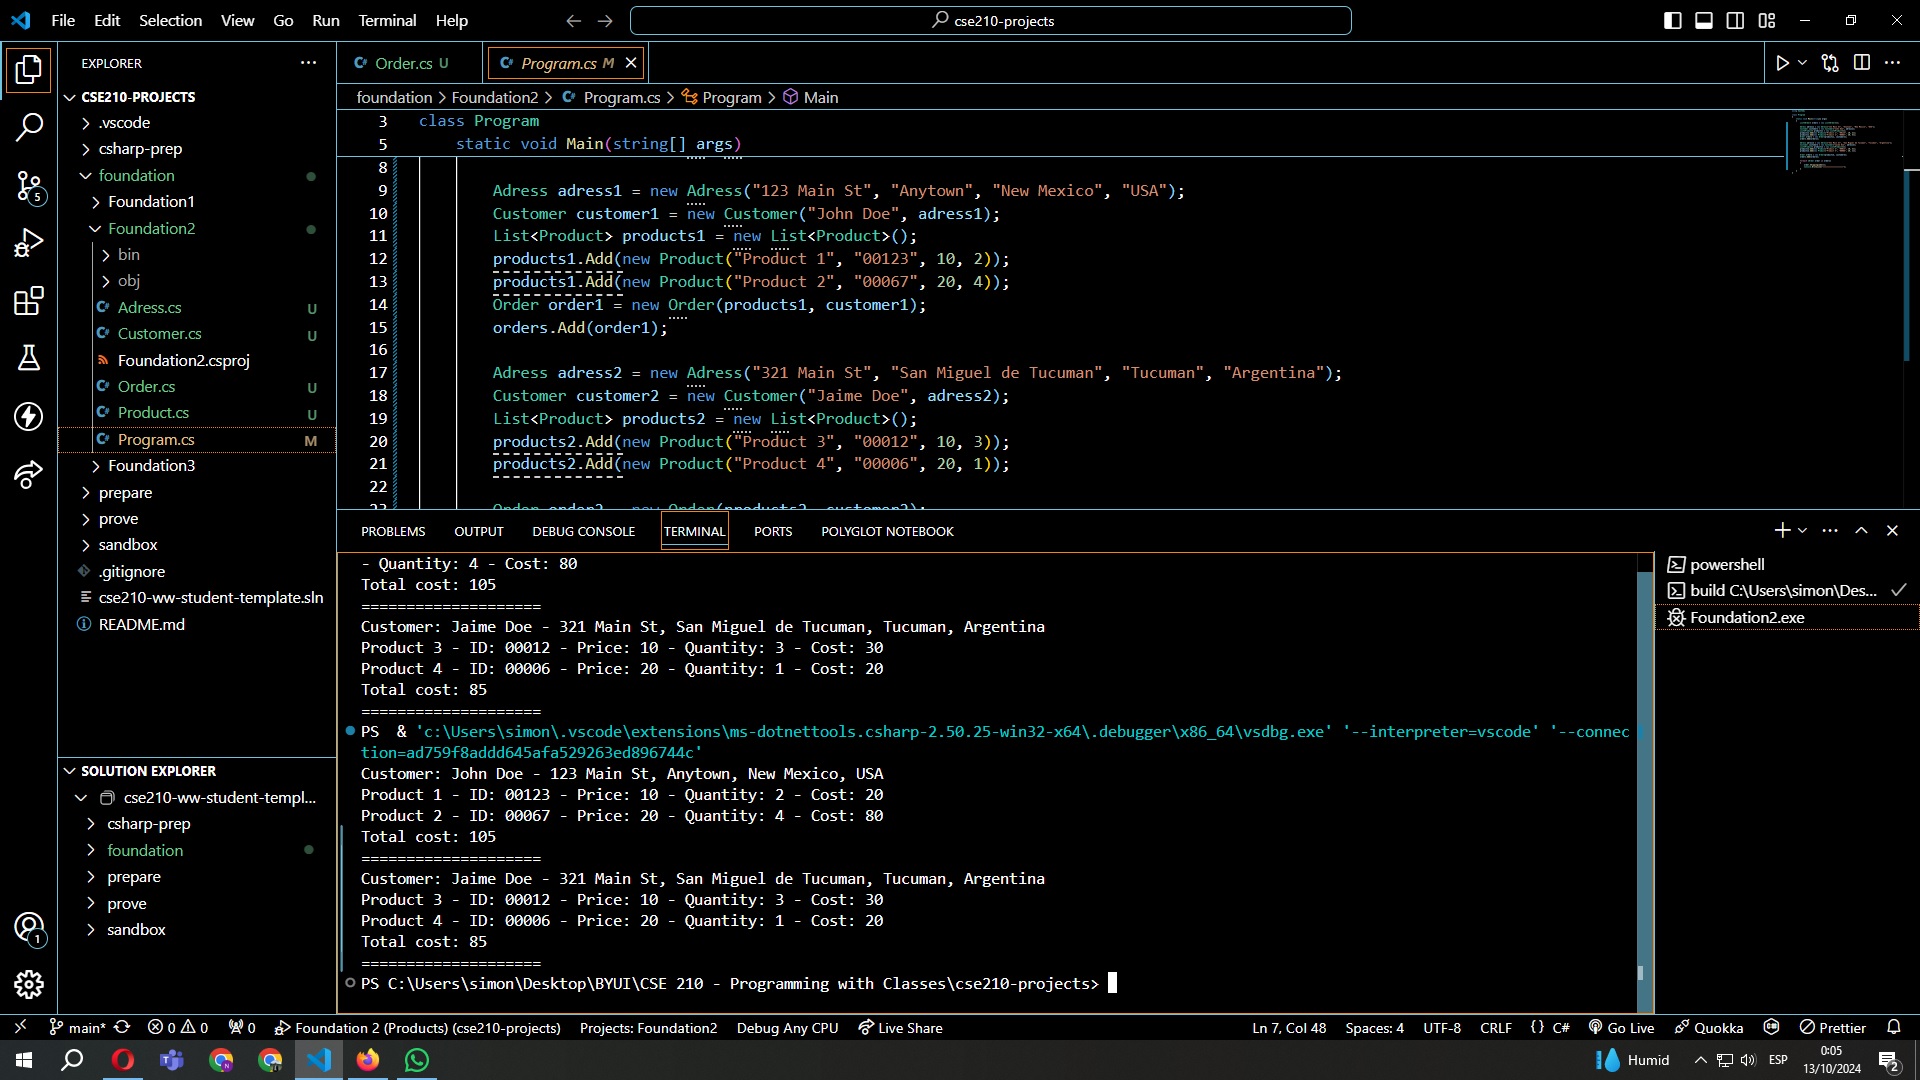 File Edit Selection View Go Run Terminal Help
cse210-projects
EXPLORER
CSE210-PROJECTS
.vscode
csharp-prep
foundation
Foundation1
Foundation2
bin
obj
Adress.cs U
Customer.cs U
Foundation2.csproj
Order.cs U
Product.cs U
Program.cs M
Foundation3
prepare
prove
sandbox
.gitignore
cse210-ww-student-template.sln
README.md
SOLUTION EXPLORER
cse210-ww-student-templ...
csharp-prep
foundation
prepare
prove
sandbox
5
1
Order.cs U
Program.cs M
foundation > Foundation2 > Program.cs > Program > Main
3 class Program
5 static void Main(string[] args)
8
9 Adress adress1 = new Adress("123 Main St", "Anytown", "New Mexico", "USA");
10 Customer customer1 = new Customer("John Doe", adress1);
11 List<Product> products1 = new List<Product>();
12 products1.Add(new Product("Product 1", "00123", 10, 2));
13 products1.Add(new Product("Product 2", "00067", 20, 4));
14 Order order1 = new Order(products1, customer1);
15 orders.Add(order1);
16
17 Adress adress2 = new Adress("321 Main St", "San Miguel de Tucuman", "Tucuman", "Argentina");
18 Customer customer2 = new Customer("Jaime Doe", adress2);
19 List<Product> products2 = new List<Product>();
20 products2.Add(new Product("Product 3", "00012", 10, 3));
21 products2.Add(new Product("Product 4", "00006", 20, 1));
22
23 Order order2 = new Order(products2, customer2);
PROBLEMS OUTPUT DEBUG CONSOLE TERMINAL PORTS POLYGLOT NOTEBOOK
- Quantity: 4 - Cost: 80
Total cost: 105
====================
Customer: Jaime Doe - 321 Main St, San Miguel de Tucuman, Tucuman, Argentina
Product 3 - ID: 00012 - Price: 10 - Quantity: 3 - Cost: 30
Product 4 - ID: 00006 - Price: 20 - Quantity: 1 - Cost: 20
Total cost: 85
====================
PS  & 'c:\Users\simon\.vscode\extensions\ms-dotnettools.csharp-2.50.25-win32-x64\.debugger\x86_64\vsdbg.exe' '--interpreter=vscode' '--connec
tion=ad759f8addd645afa529263ed896744c'
Customer: John Doe - 123 Main St, Anytown, New Mexico, USA
Product 1 - ID: 00123 - Price: 10 - Quantity: 2 - Cost: 20
Product 2 - ID: 00067 - Price: 20 - Quantity: 4 - Cost: 80
Total cost: 105
====================
Customer: Jaime Doe - 321 Main St, San Miguel de Tucuman, Tucuman, Argentina
Product 3 - ID: 00012 - Price: 10 - Quantity: 3 - Cost: 30
Product 4 - ID: 00006 - Price: 20 - Quantity: 1 - Cost: 20
Total cost: 85
====================
PS C:\Users\simon\Desktop\BYUI\CSE 210 - Programming with Classes\cse210-projects>
powershell
build C:\Users\simon\Des...
Foundation2.exe
main* 0 0 0 Foundation 2 (Products) (cse210-projects) Projects: Foundation2 Debug Any CPU Live Share Ln 7, Col 48 Spaces: 4 UTF-8 CRLF {} C# Go Live Quokka Prettier
Humid ESP
0:05
13/10/2024
2